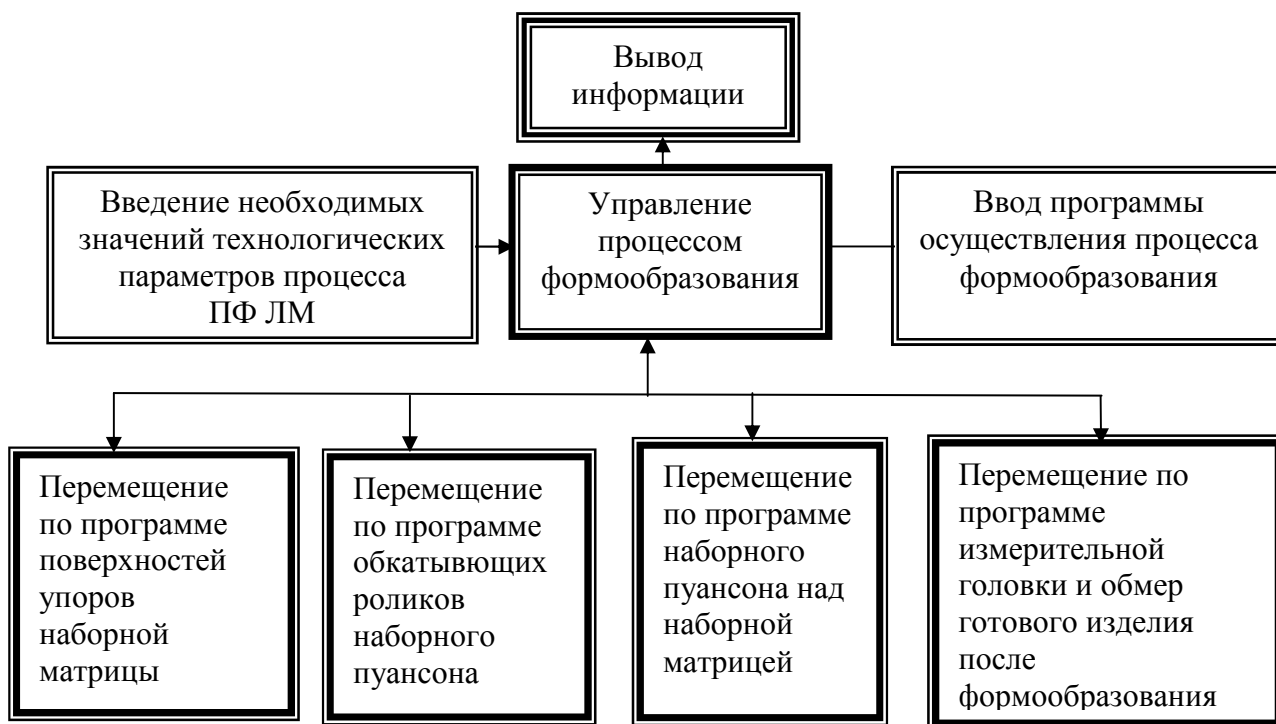 Вывод
информации
Введение необходимых
значений технологических
параметров процесса
ПФ ЛМ
Управление
процессом
формообразования
Ввод программы
осуществления процесса
формообразования
Перемещение
по программе
поверхностей
упоров
наборной
матрицы
Перемещение
по программе
обкатывющих
роликов
наборного
пуансона
Перемещение
по программе
наборного
пуансона над
наборной
матрицей
Перемещение по
программе
измерительной
головки и обмер
готового изделия
после
формообразования